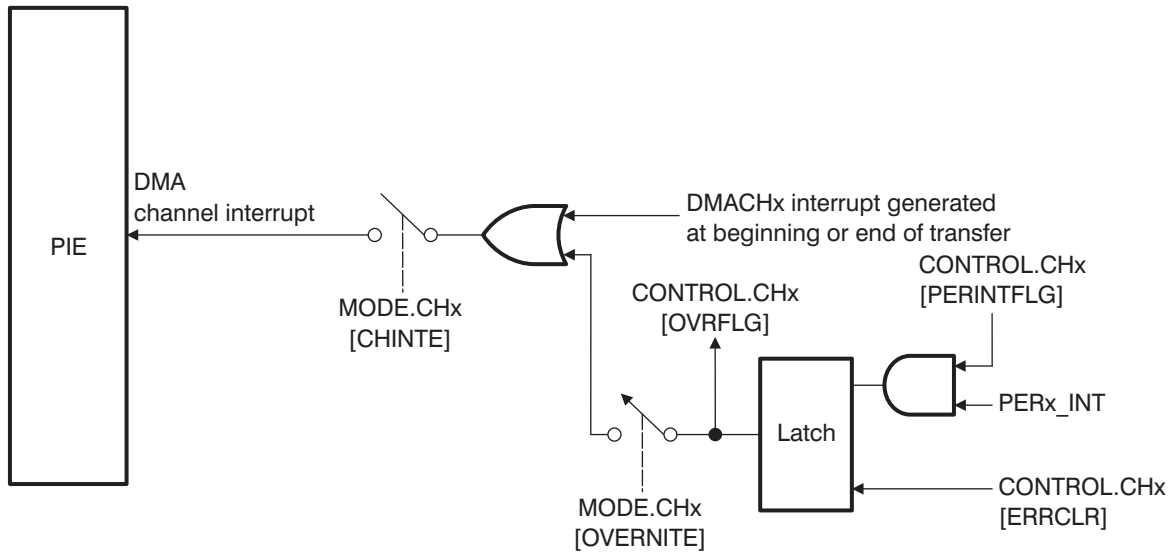 PIE
DMA
channel interrupt
MODE.CHx
[CHINTE]
DMACHx interrupt generated
at beginning or end of transfer
CONTROL.CHx
[OVRFLG]
CONTROL.CHx
[PERINTFLG]
PERx_INT
Latch
CONTROL.CHx
[ERRCLR]
MODE.CHx
[OVERNITE]